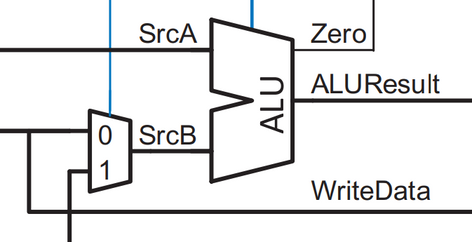 SrcA
Zero
ALU
ALUResult
0
SrcB
1
WriteData